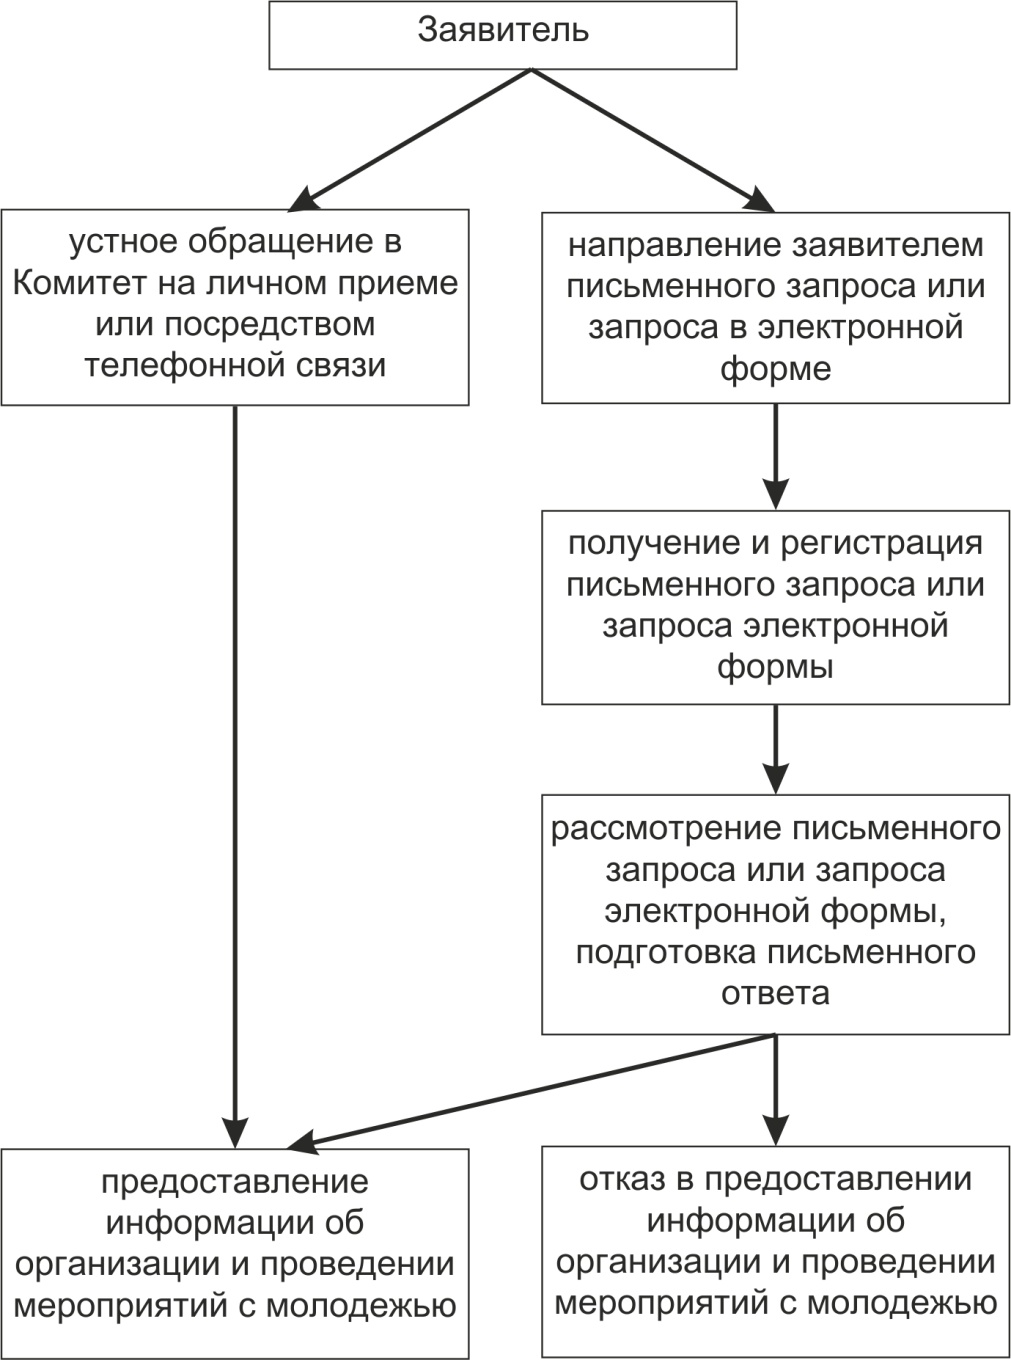 Заявитель
устное обращение в
Комитет на личном приеме
или посредством
телефонной связи
направление заявителем
письменного запроса или
запроса в электронной
форме
получение и регистрация
письменного запроса или
запроса электронной
формы
рассмотрение письменного
запроса или запроса
электронной формы,
подготовка письменного
ответа
предоставление
информации об
организации и проведении
мероприятий с молодежью
отказ в предоставлении
информации об
организации и проведении
мероприятий с молодежью